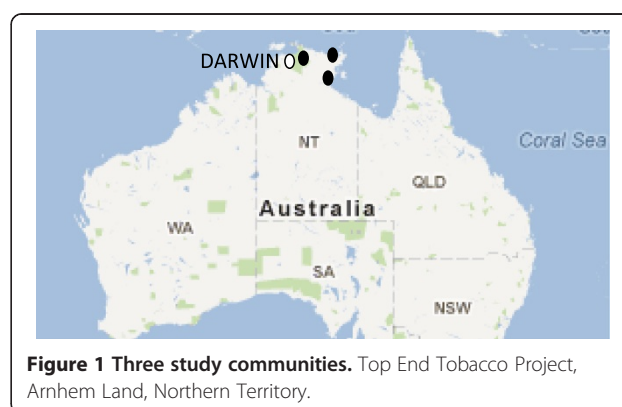 DARWIN O
NT
Coral Sea
QLD
Australia
WA
SA
NSW
Figure 1 Three study communities. Top End Tobacco Project,
Arnhem Land, Northern Territory.